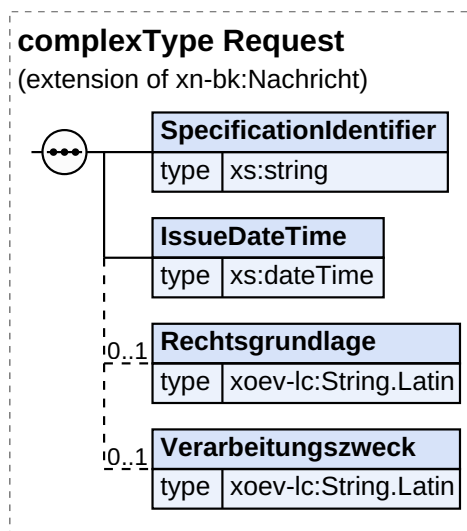 complexType Request
(extension of xn-bk:Nachricht)
SpecificationIdentifier
type xs:string
IssueDateTime
type xs:dateTime
0..1 Rechtsgrundlage
type xoev-lc:String.Latin
0..1 Verarbeitungszweck
type xoev-lc:String.Latin